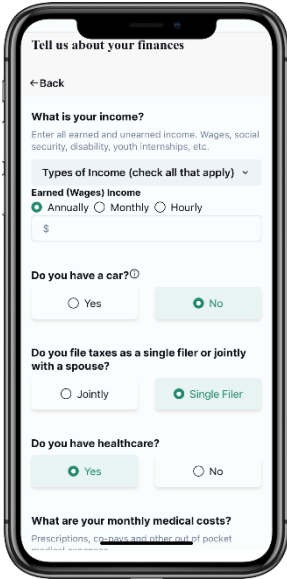 Tell us about your finances
←Back
What is your income?
Enter all earned and unearned income. Wages, social
security, disability, youth internships, etc.
Types of Income (check all that apply)
Earned (Wages) Income
Annually Monthly Hourly
$
Do you have a car?
Yes No
Do you file taxes as a single filer or jointly
with a spouse?
Jointly Single Filer
Do you have healthcare?
Yes No
What are your monthly medical costs?
Prescriptions, co-pays and other out of pocket
medical expenses